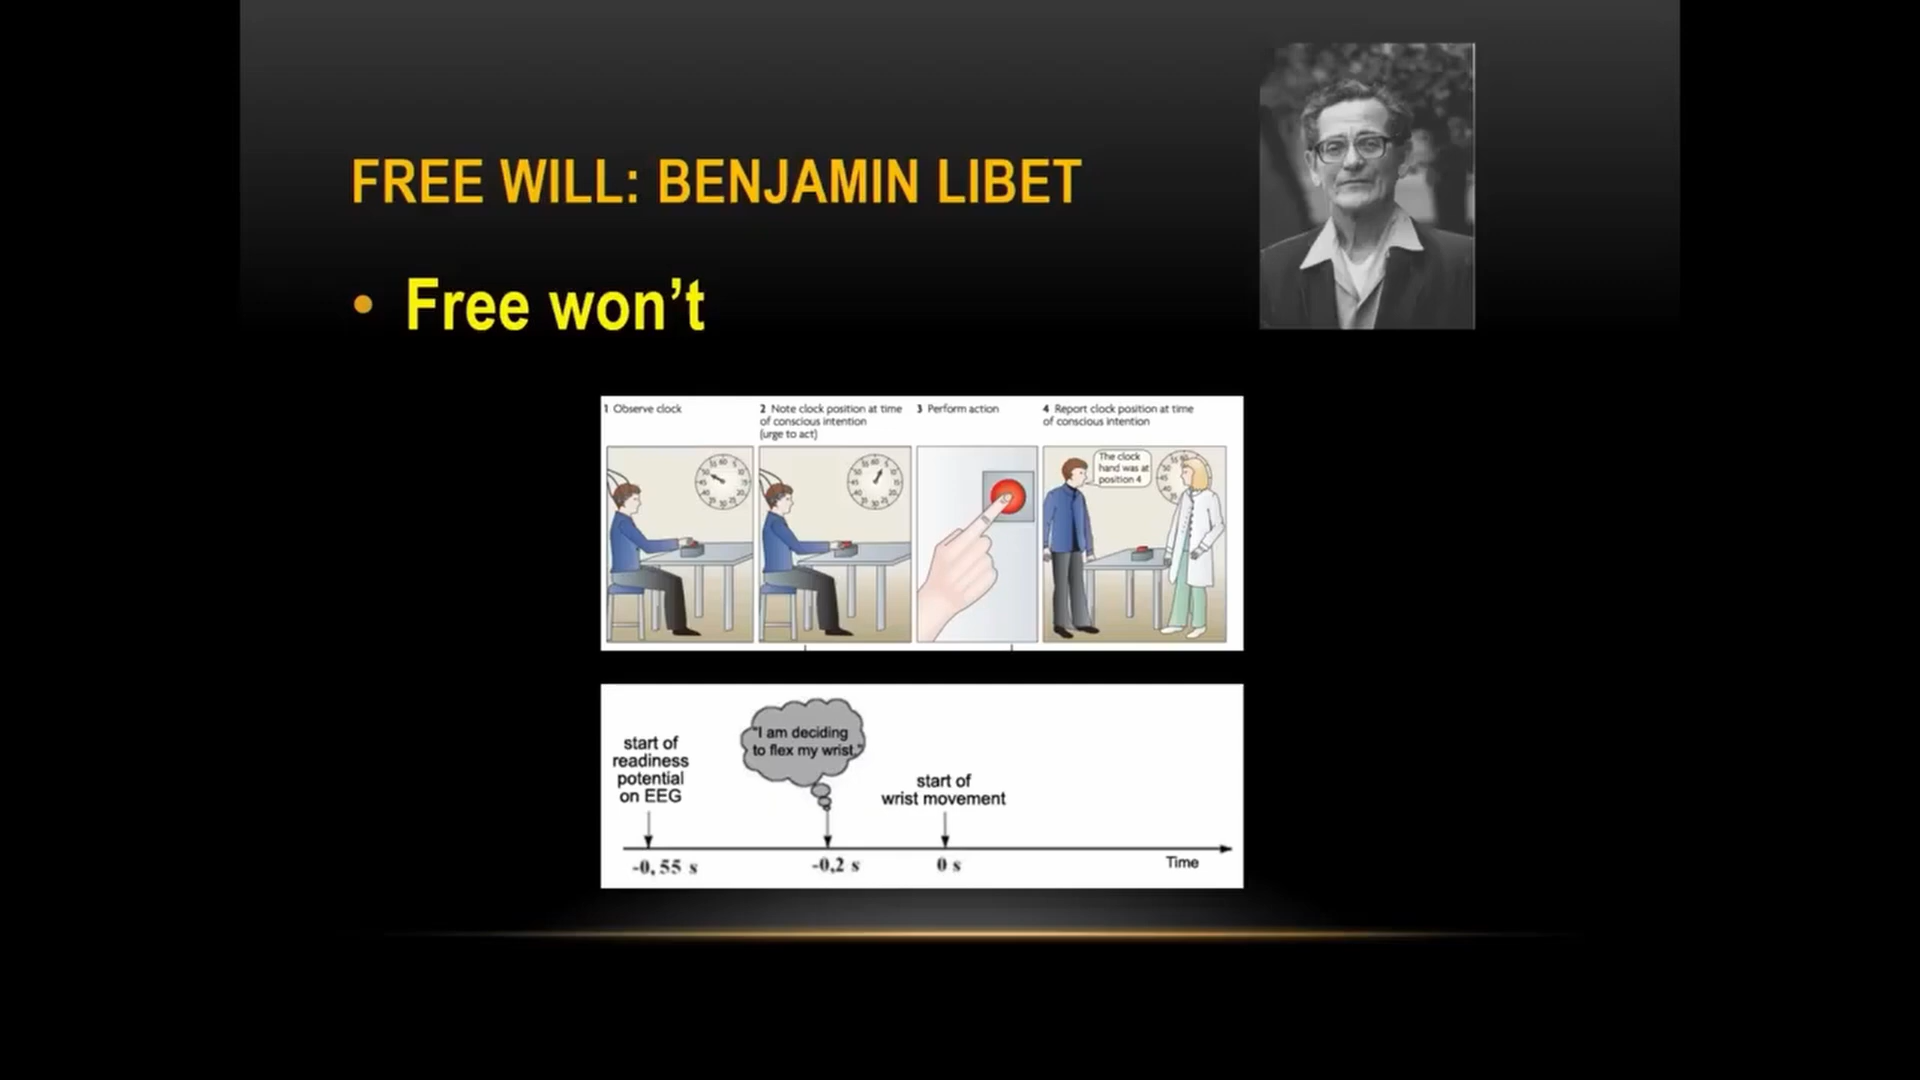 FREE WILL: BENJAMIN LIBET
• Free won’t
1 Observe clock
2 Note clock position at time
of conscious intention
(urge to act)
3 Perform action
4 Report clock position at time
of conscious intention
The clock
hand was at
position 4
start of
readiness
potential
on EEG
"I am deciding
to flex my wrist."
start of
wrist movement
-0, 55 s
-0,2 s
0 s
Time